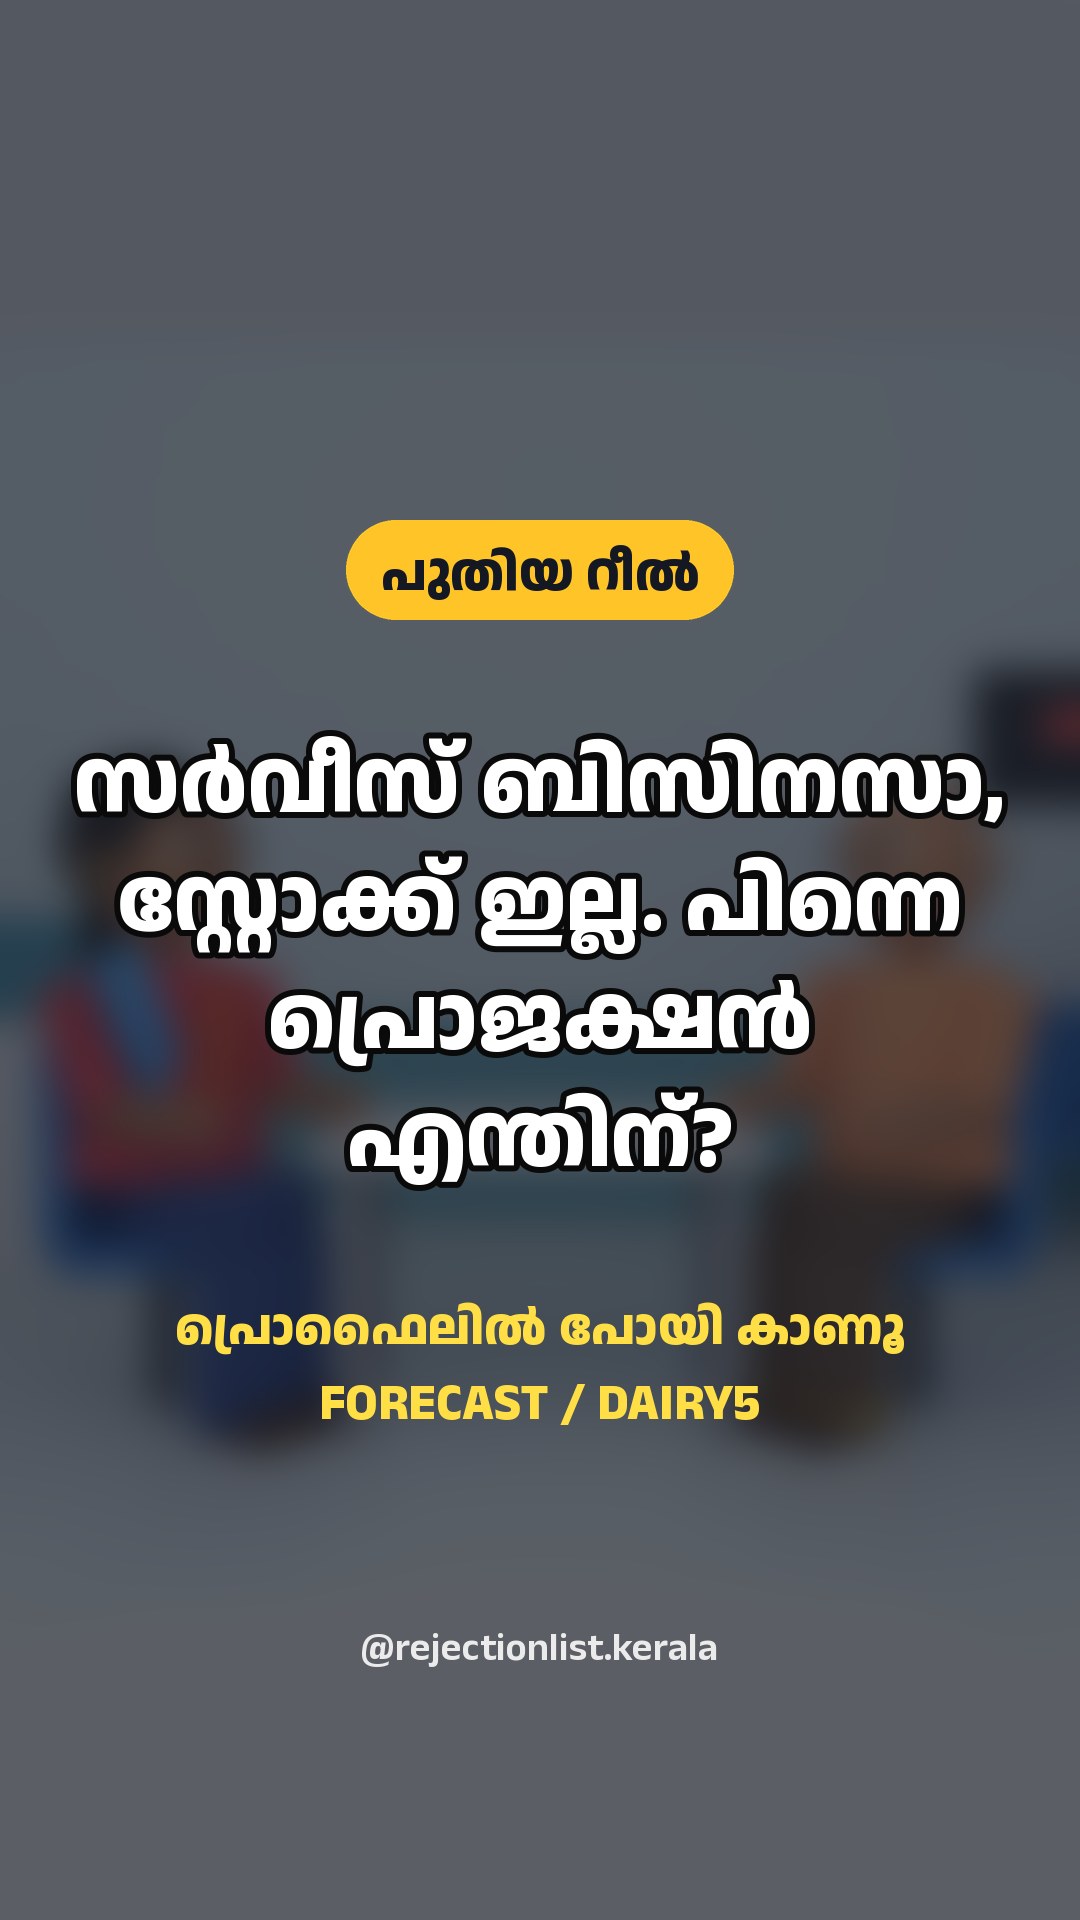 പുതിയ റീൽ
സർവീസ് ബിസിനസാ,
സ്റ്റോക്ക് ഇല്ല. പിന്നെ
പ്രൊജക്ഷൻ
എന്തിന്?
പ്രൊഫൈലിൽ പോയി കാണൂ
FORECAST / DAIRY5
@rejectionlist.kerala